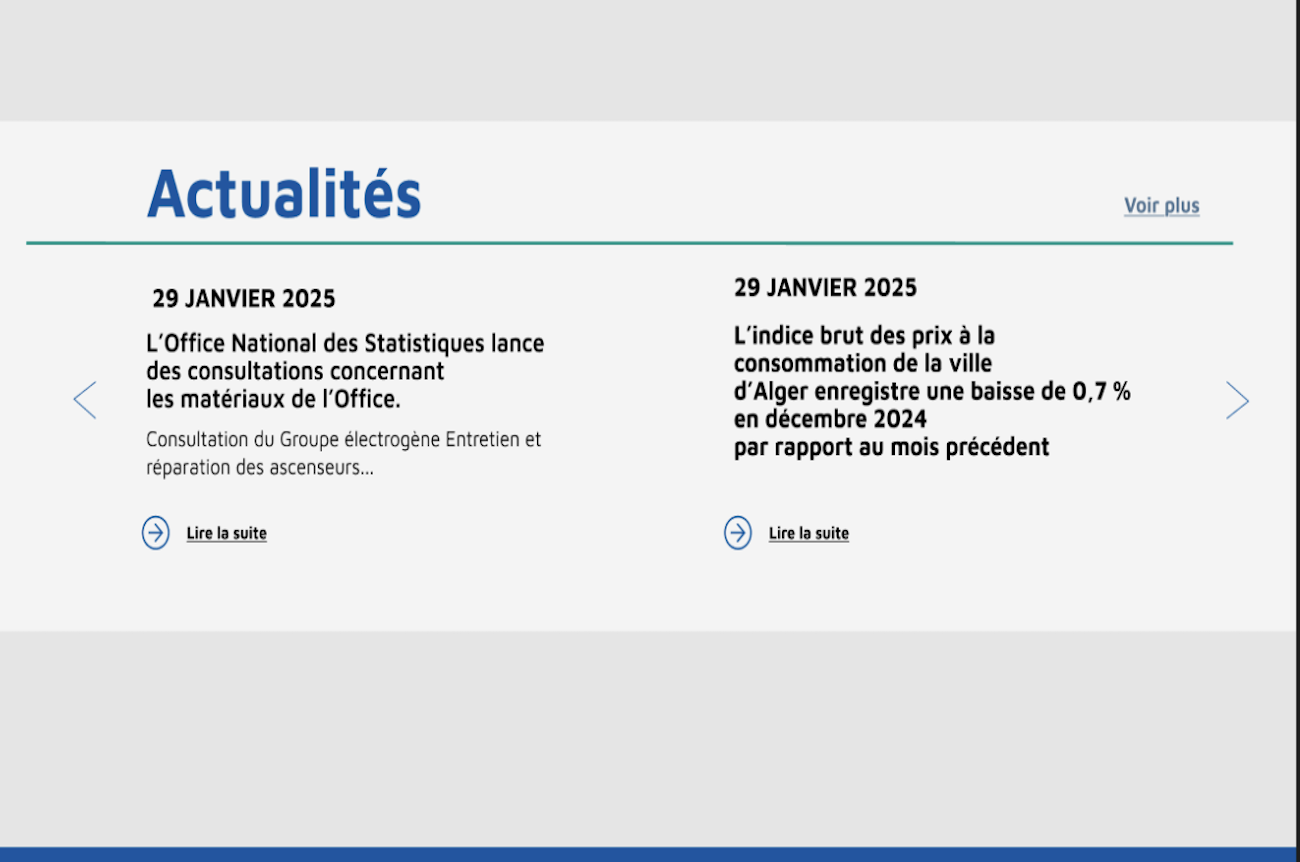 Actualités
Voir plus
29 JANVIER 2025
L’Office National des Statistiques lance
des consultations concernant
les matériaux de l’Office.
Consultation du Groupe électrogène Entretien et
réparation des ascenseurs...
Lire la suite
29 JANVIER 2025
L’indice brut des prix à la
consommation de la ville
d’Alger enregistre une baisse de 0,7 %
en décembre 2024
par rapport au mois précédent
Lire la suite